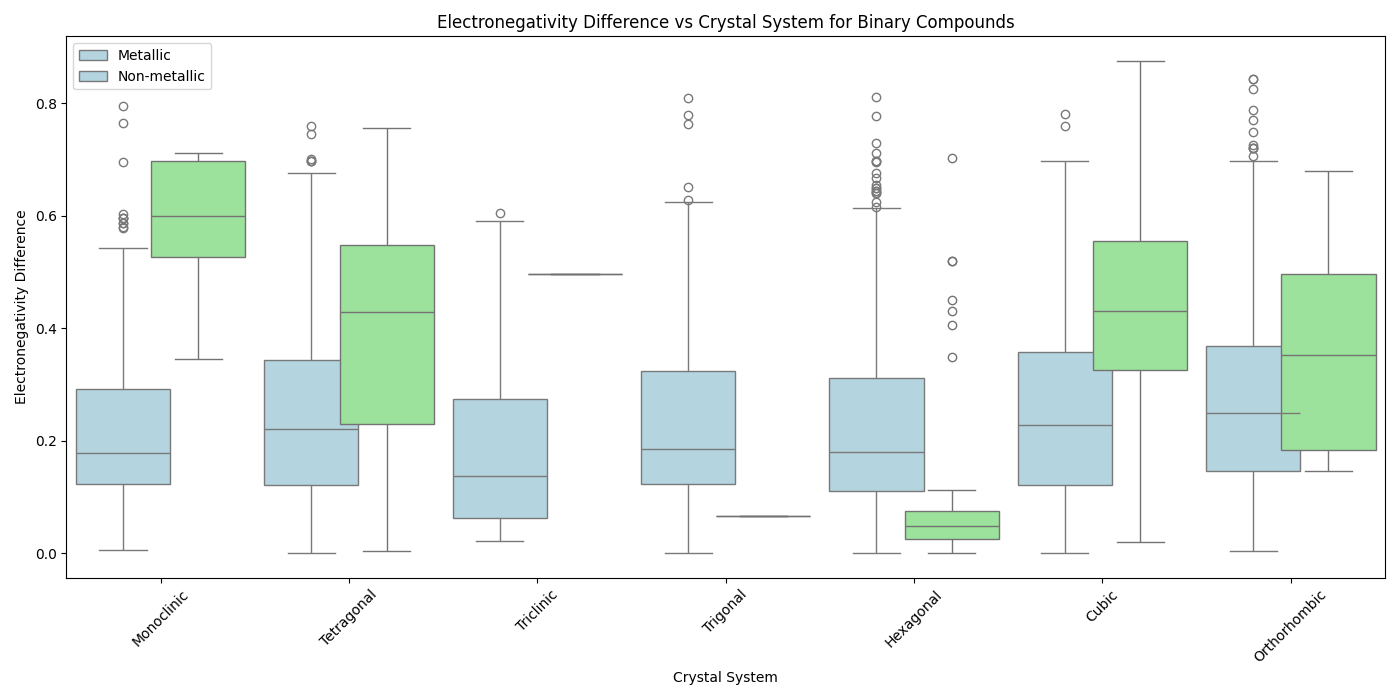 Electronegativity Difference vs Crystal System for Binary Compounds
Metallic
Non-metallic
Electronegativity Difference
0.8
0.6
0.4
0.2
0.0
Monoclinic
Tetragonal
Triclinic
Trigonal
Hexagonal
Cubic
Orthorhombic
Crystal System